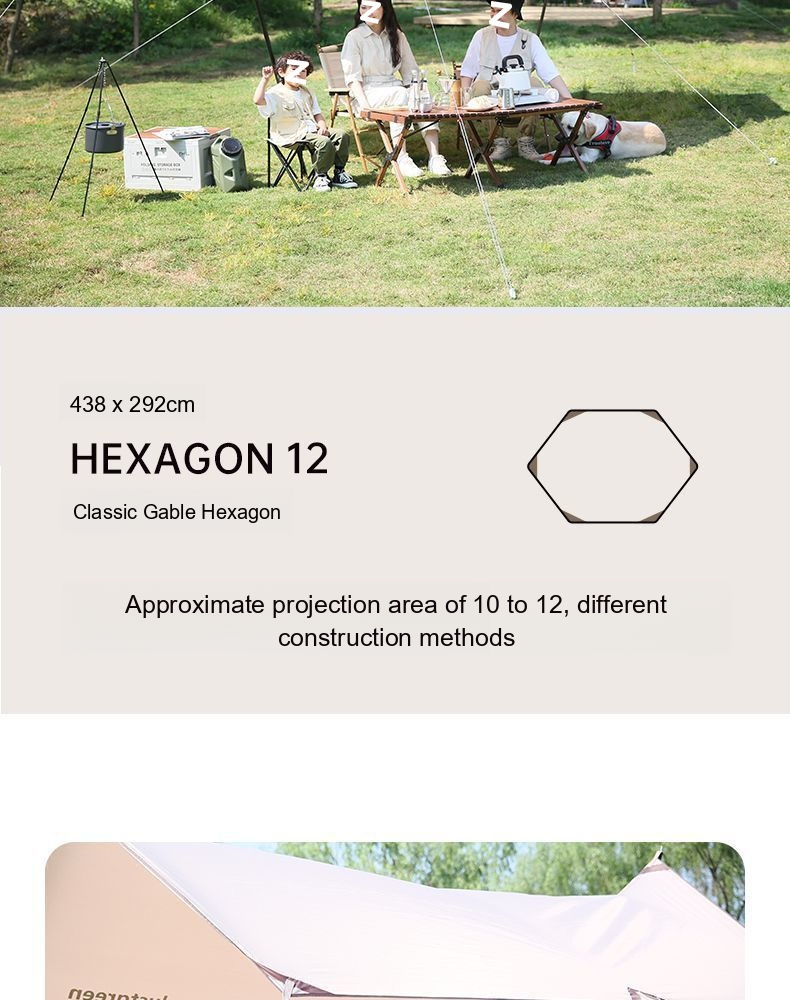 438 x 292cm
HEXAGON 12
Classic Gable Hexagon
Approximate projection area of 10 to 12, different
construction methods